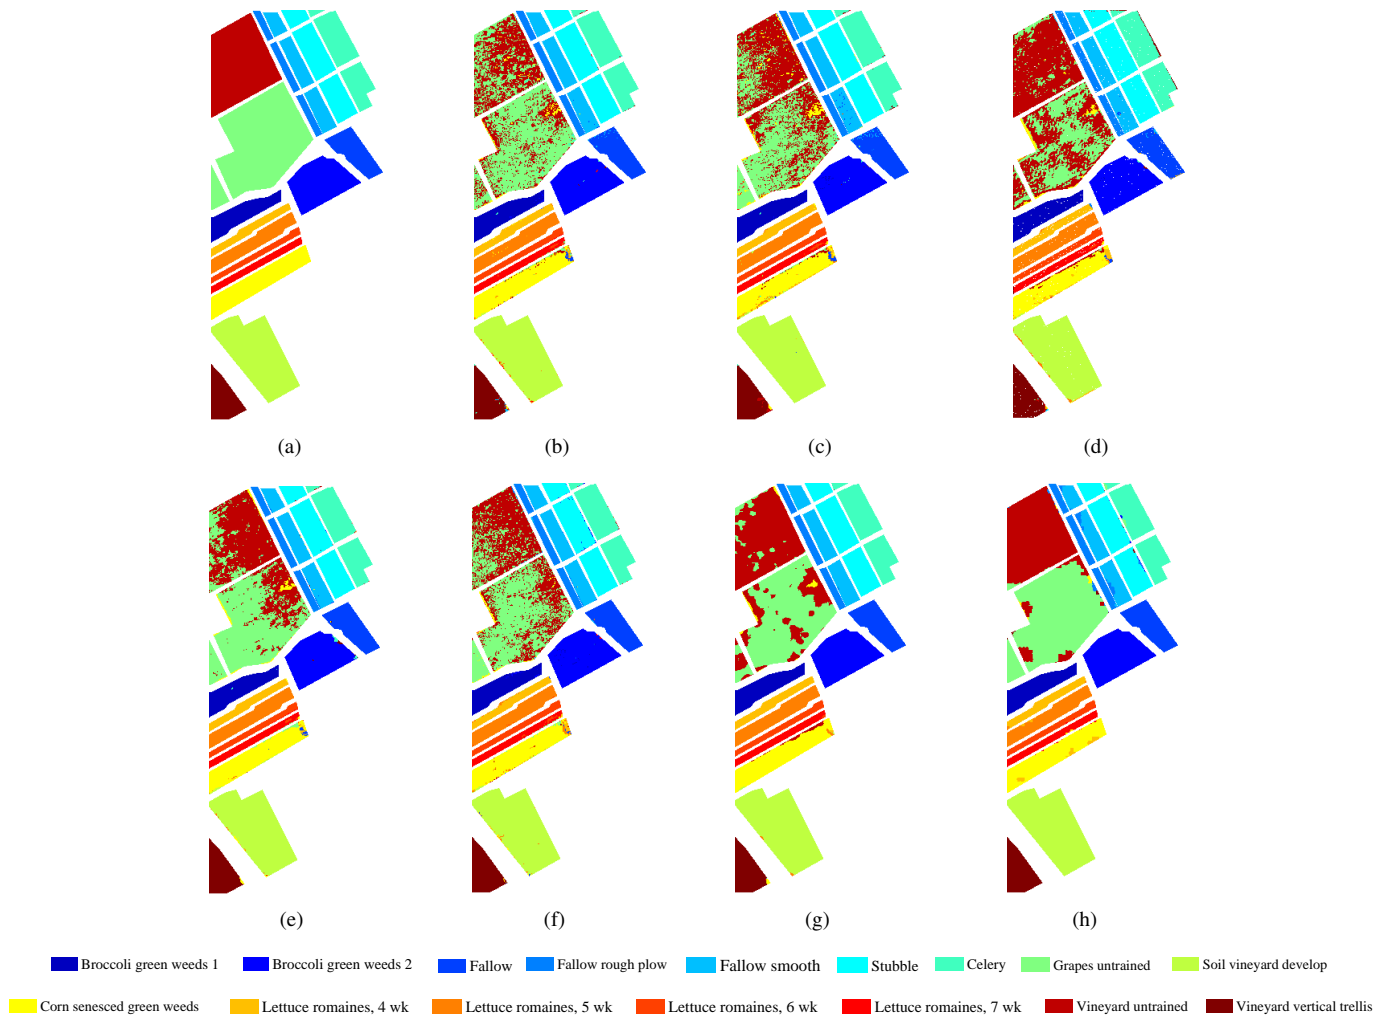 (a) (b) (c) (d)
(e) (f) (g) (h)
Broccoli green weeds 1 Broccoli green weeds 2 Fallow Fallow rough plow Fallow smooth Stubble Celery Grapes untrained Soil vineyard develop
Corn senesced green weeds Lettuce romaines, 4 wk Lettuce romaines, 5 wk Lettuce romaines, 6 wk Lettuce romaines, 7 wk Vineyard untrained Vineyard vertical trellis